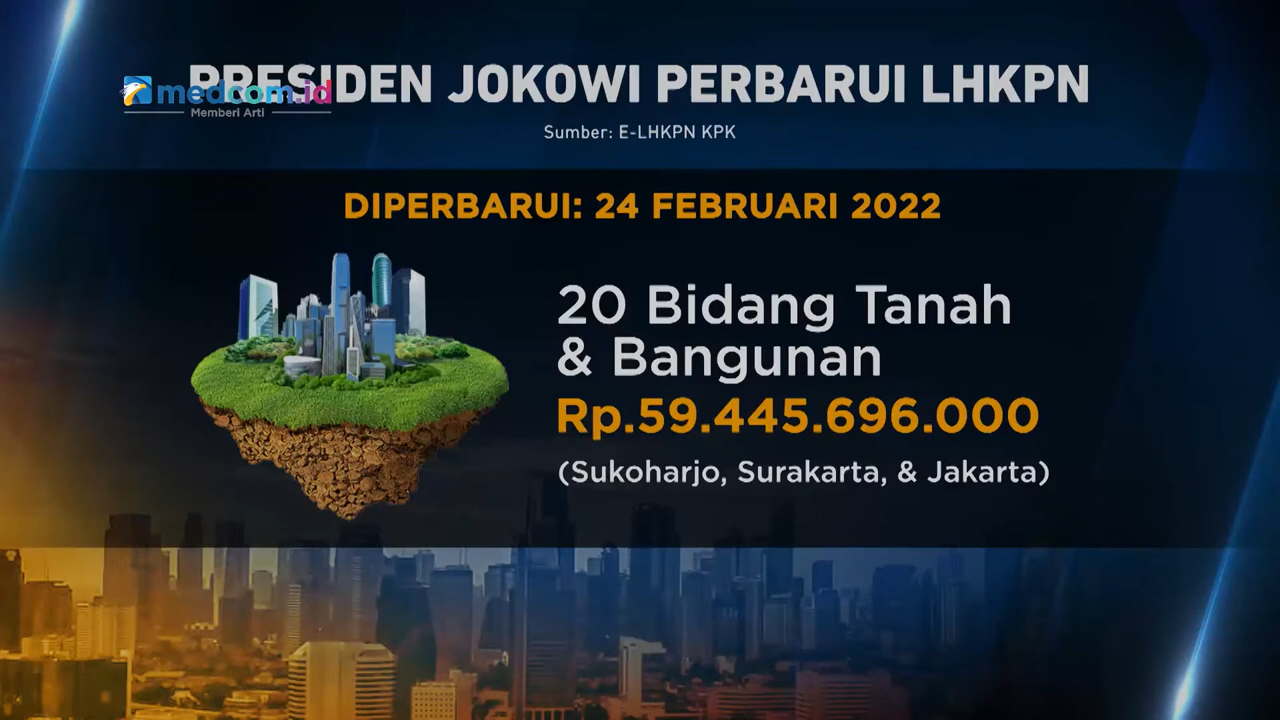 PRESIDEN JOKOWI PERBARUI LHKPN
medcom.id
Memberi Arti
Sumber: E-LHKPN KPK
DIPERBARUI: 24 FEBRUARI 2022
20 Bidang Tanah
& Bangunan
Rp.59.445.696.000
(Sukoharjo, Surakarta, & Jakarta)